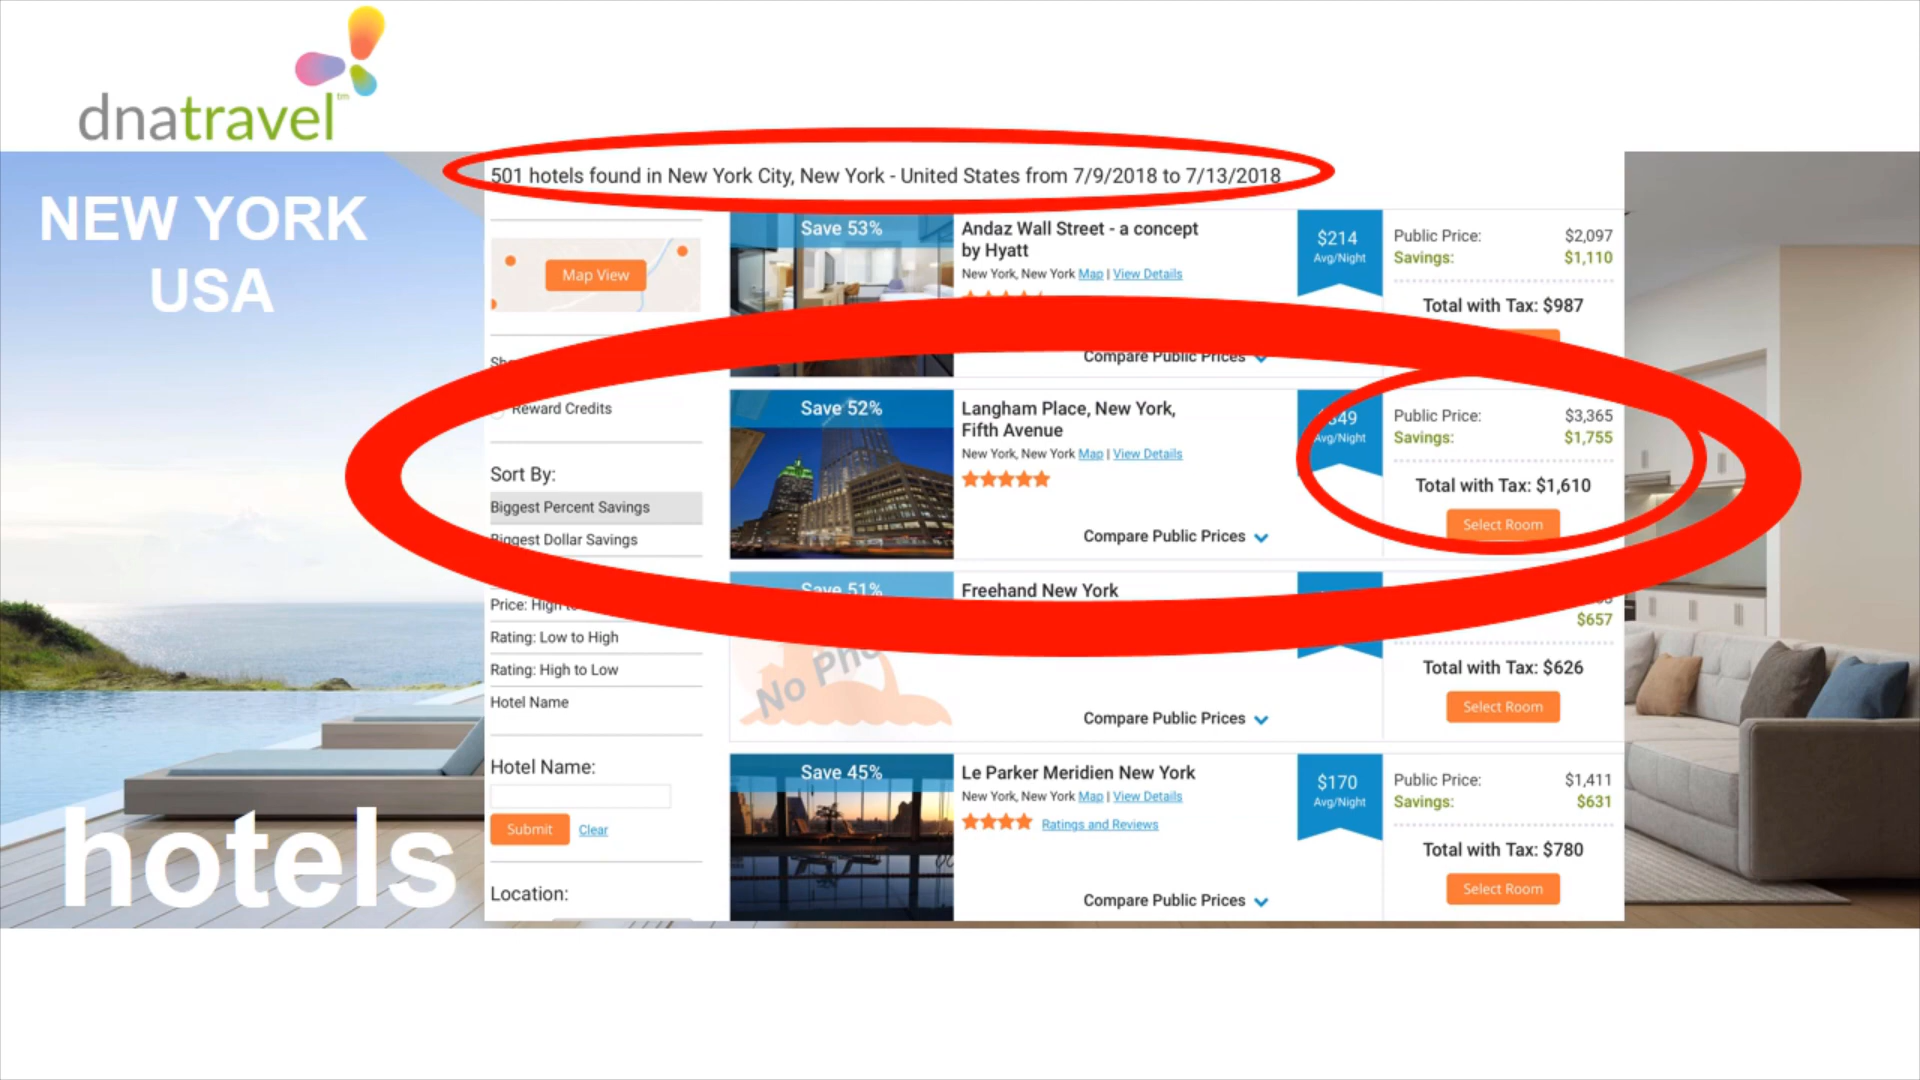 dnatravel™
NEW YORK
USA
hotels
501 hotels found in New York City, New York - United States from 7/9/2018 to 7/13/2018
Map View
Reward Credits
Sort By:
Biggest Percent Savings
Biggest Dollar Savings
Price: High
Rating: Low to High
Rating: High to Low
Hotel Name
Hotel Name:
Submit Clear
Location:
Save 53%
Andaz Wall Street - a concept
by Hyatt
New York, New York Map | View Details
Compare Public Prices
$214
Avg/Night
Public Price: $2,097
Savings: $1,110
Total with Tax: $987
Save 52%
Langham Place, New York,
Fifth Avenue
New York, New York Map | View Details
Compare Public Prices
Avg/Night
Public Price: $3,365
Savings: $1,755
Total with Tax: $1,610
Select Room
Save 51%
Freehand New York
No
Compare Public Prices
$657
Total with Tax: $626
Select Room
Save 45%
Le Parker Meridien New York
New York, New York Map | View Details
Ratings and Reviews
Compare Public Prices
$170
Avg/Night
Public Price: $1,411
Savings: $631
Total with Tax: $780
Select Room